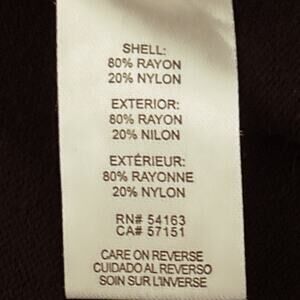 SHELL:
80% RAYON
20% NYLON
EXTERIOR:
80% RAYON
20% NILON
EXTÉRIEUR:
80% RAYONNE
20% NYLON
RN# 54163
CA# 57151
CARE ON REVERSE
CUIDADO AL REVERSO
SOIN SUR L'INVERSE